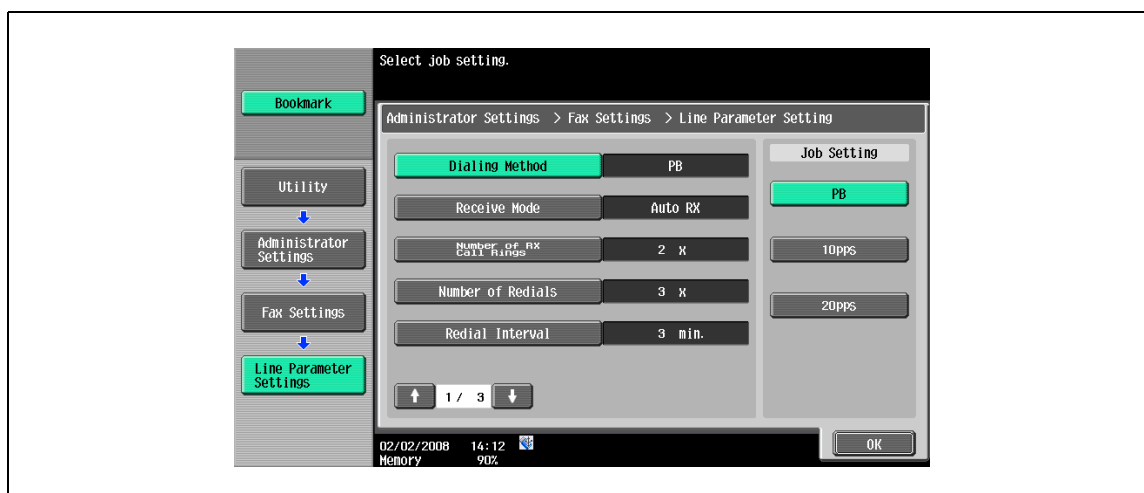 Select job setting.
Bookmark
Administrator Settings > Fax Settings > Line Parameter Setting
Utility
Administrator
Settings
Fax Settings
Line Parameter
Settings
Dialing Method PB
Receive Mode Auto RX
Number of RX
Call Rings 2 X
Number of Redials 3 X
Redial Interval 3 min.
1/ 3
Job Setting
PB
10pps
20pps
02/02/2008 14:12
Memory 90%
OK